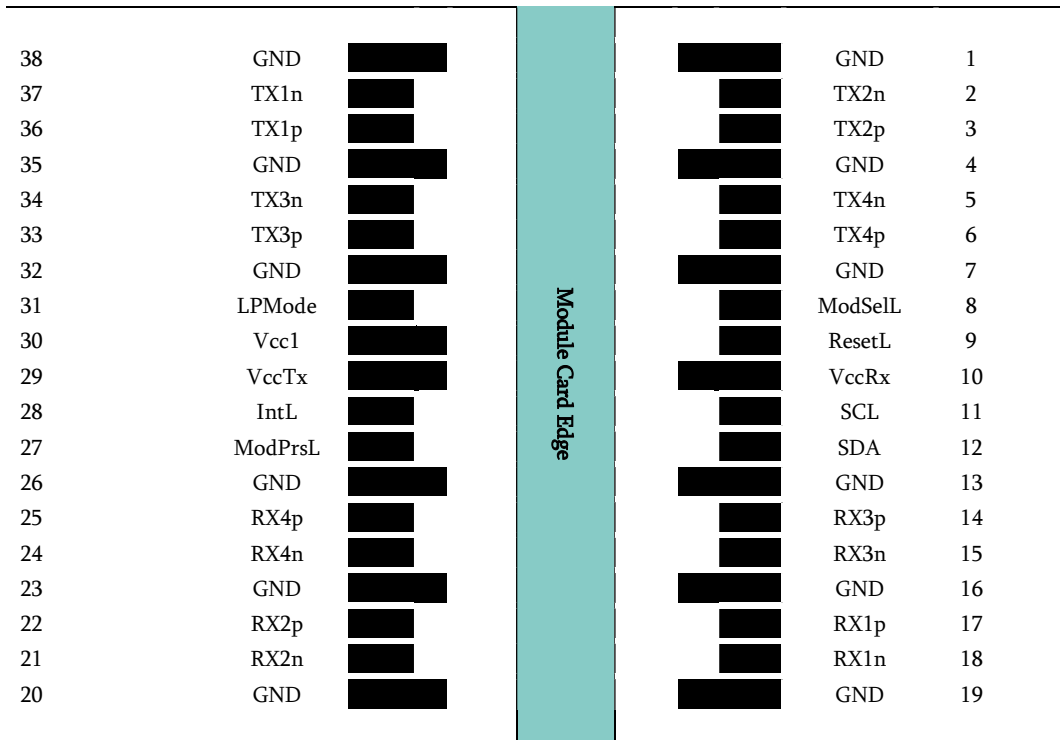 38 GND GND 1
37 TX1n TX2n 2
36 TX1p TX2p 3
35 GND GND 4
34 TX3n TX4n 5
33 TX3p TX4p 6
32 GND GND 7
31 LPMode ModSelL 8
30 Vcc1 ResetL 9
29 VccTx VccRx 10
28 IntL SCL 11
27 ModPrsL SDA 12
26 GND GND 13
25 RX4p RX3p 14
24 RX4n RX3n 15
23 GND GND 16
22 RX2p RX1p 17
21 RX2n RX1n 18
20 GND GND 19
Module Card Edge